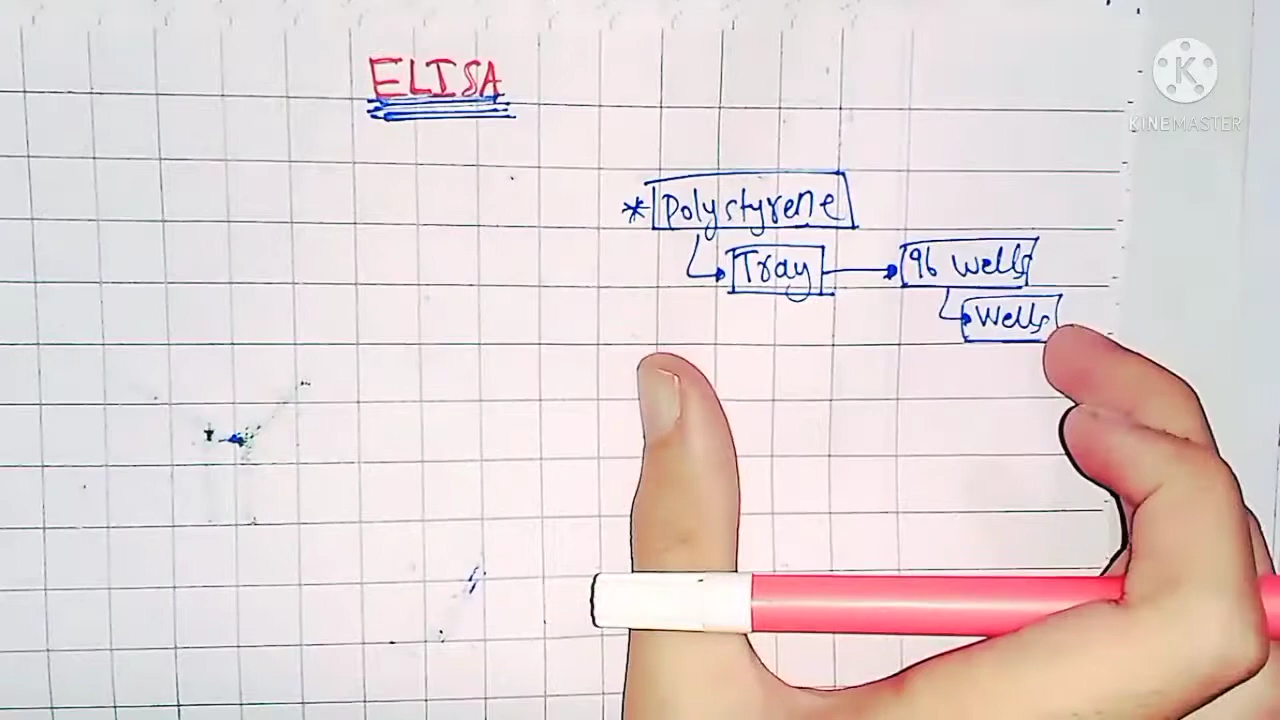 ELISA
K
KINEMASTER
* Polystyrene
Tray
96 wells
Wells